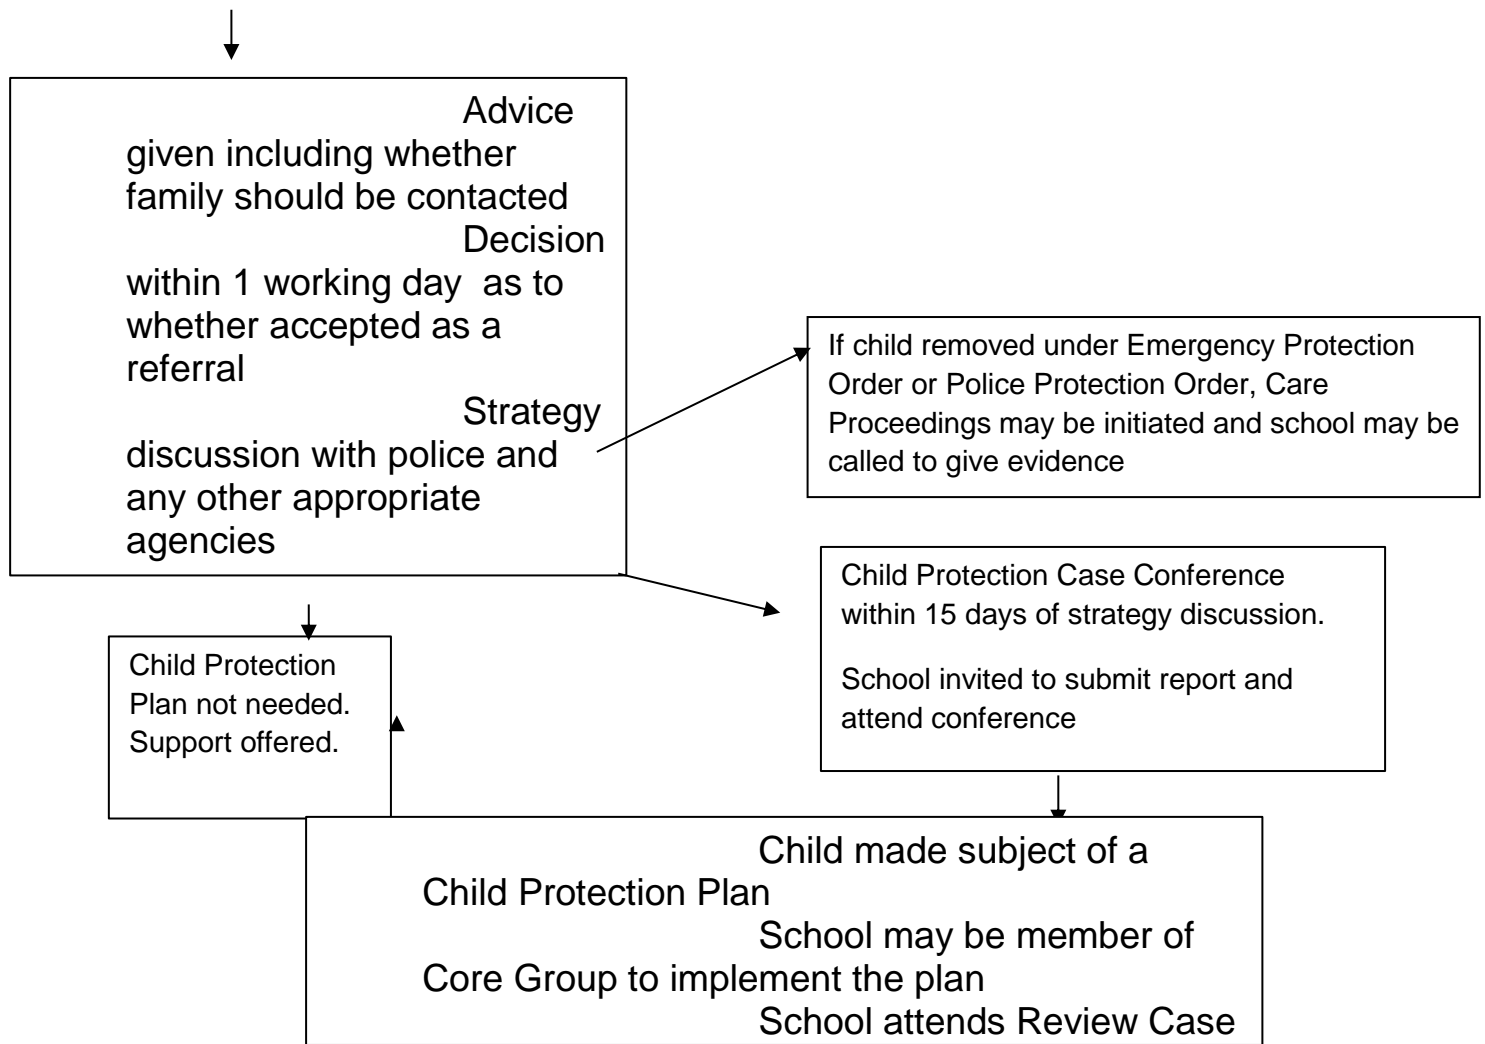 Advice
given including whether
family should be contacted
Decision
within 1 working day  as to
whether accepted as a
referral
Strategy
discussion with police and
any other appropriate
agencies
If child removed under Emergency Protection
Order or Police Protection Order, Care
Proceedings may be initiated and school may be
called to give evidence
Child Protection Case Conference
within 15 days of strategy discussion.
School invited to submit report and
attend conference
Child Protection
Plan not needed.
Support offered.
Child made subject of a
Child Protection Plan
School may be member of
Core Group to implement the plan
School attends Review Case